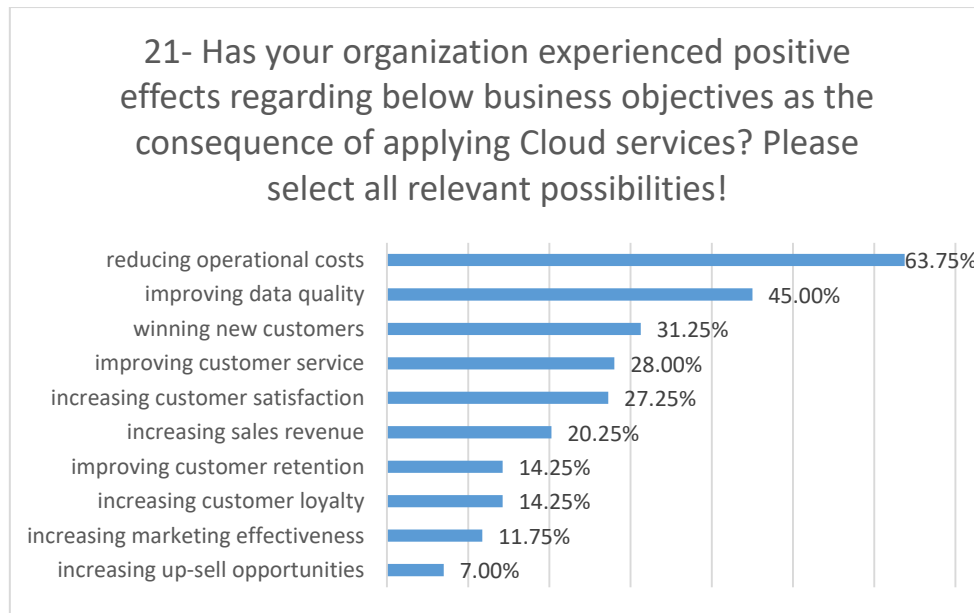 21- Has your organization experienced positive
effects regarding below business objectives as the
consequence of applying Cloud services? Please
select all relevant possibilities!
reducing operational costs 63.75%
improving data quality 45.00%
winning new customers 31.25%
improving customer service 28.00%
increasing customer satisfaction 27.25%
increasing sales revenue 20.25%
improving customer retention 14.25%
increasing customer loyalty 14.25%
increasing marketing effectiveness 11.75%
increasing up-sell opportunities 7.00%